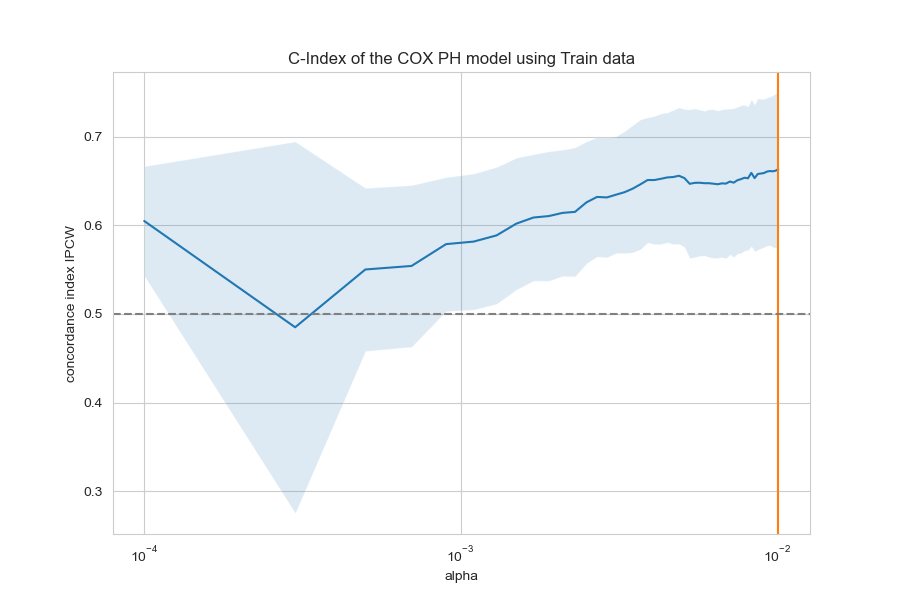 C-Index of the COX PH model using Train data
concordance index IPCW
0.7
0.6
0.5
0.4
0.3
10⁻⁴
10⁻³
10⁻²
alpha